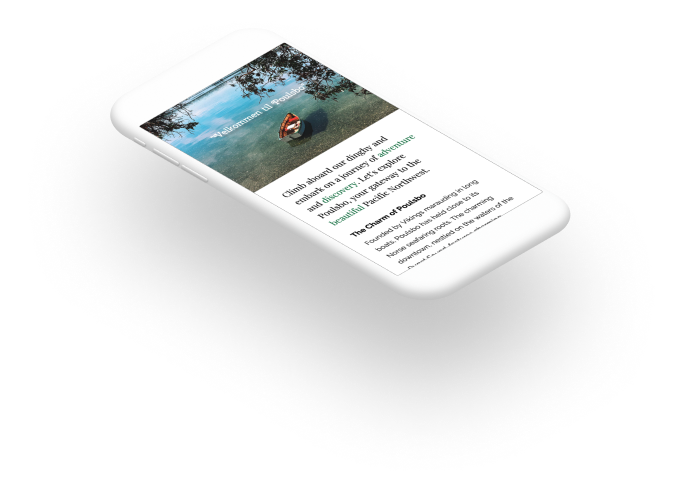 Velkommen til Poulsbo
Climb aboard our dinghy and
embark on a journey of adventure
and discovery. Let's explore
Poulsbo, your gateway to the
beautiful Pacific Northwest.
The Charm of Poulsbo
Founded by Vikings marauding in long
boats, Poulsbo has held close to its
Norse seafaring roots. The charming
downtown, nestled on the waters of the